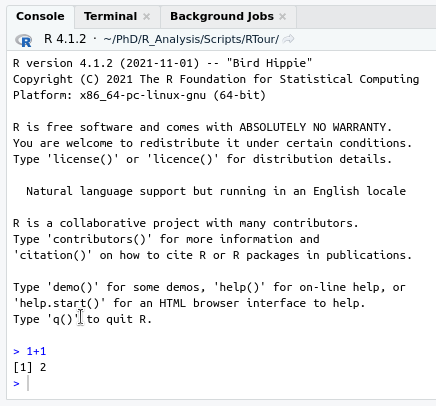 Console Terminal Background Jobs
R 4.1.2 · ~/PhD/R_Analysis/Scripts/RTour/
R version 4.1.2 (2021-11-01) -- "Bird Hippie"
Copyright (C) 2021 The R Foundation for Statistical Computing
Platform: x86_64-pc-linux-gnu (64-bit)
R is free software and comes with ABSOLUTELY NO WARRANTY.
You are welcome to redistribute it under certain conditions.
Type 'license()' or 'licence()' for distribution details.
Natural language support but running in an English locale
R is a collaborative project with many contributors.
Type 'contributors()' for more information and
'citation()' on how to cite R or R packages in publications.
Type 'demo()' for some demos, 'help()' for on-line help, or
'help.start()' for an HTML browser interface to help.
Type 'q()' to quit R.
> 1+1
[1] 2
>